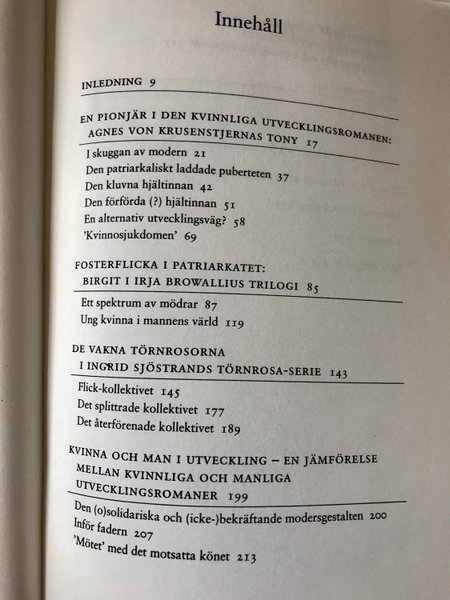 Innehåll
INLEDNING 9
EN PIONJÄR I DEN KVINNLIGA UTVECKLINGSROMANEN:
AGNES VON KRUSENSTJERNAS TONY 17
I skuggan av modern 21
Den patriarkaliskt laddade puberteten 37
Den kluvna hjältinnan 42
Den förförda (?) hjältinnan 51
En alternativ utvecklingsväg? 58
'Kvinnosjukdomen' 69
FOSTERFLICKA I PATRIARKATET:
BIRGIT I IRJA BROWALLIUS TRILOGI 85
Ett spektrum av mödrar 87
Ung kvinna i mannens värld 119
DE VAKNA TÖRNROSORNA
I INGRID SJÖSTRANDS TÖRNROSA-SERIE 143
Flick-kollektivet 145
Det splittrade kollektivet 177
Det återförenade kollektivet 189
KVINNA OCH MAN I UTVECKLING – EN JÄMFÖRELSE
MELLAN KVINNLIGA OCH MANLIGA
UTVECKLINGSROMANER 199
Den (o)solidariska och (icke-)bekräftande modersgestalten 200
Inför fadern 207
'Mötet' med det motsatta könet 213